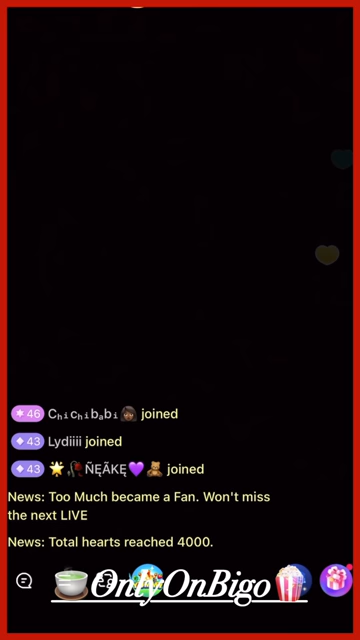 46 Cₕᵢcₕᵢbₐbᵢ joined
43 Lydiiii joined
43 ÑĘÃKĘ joined
News: Too Much became a Fan. Won't miss
the next LIVE
News: Total hearts reached 4000.
OnlyOnBigo